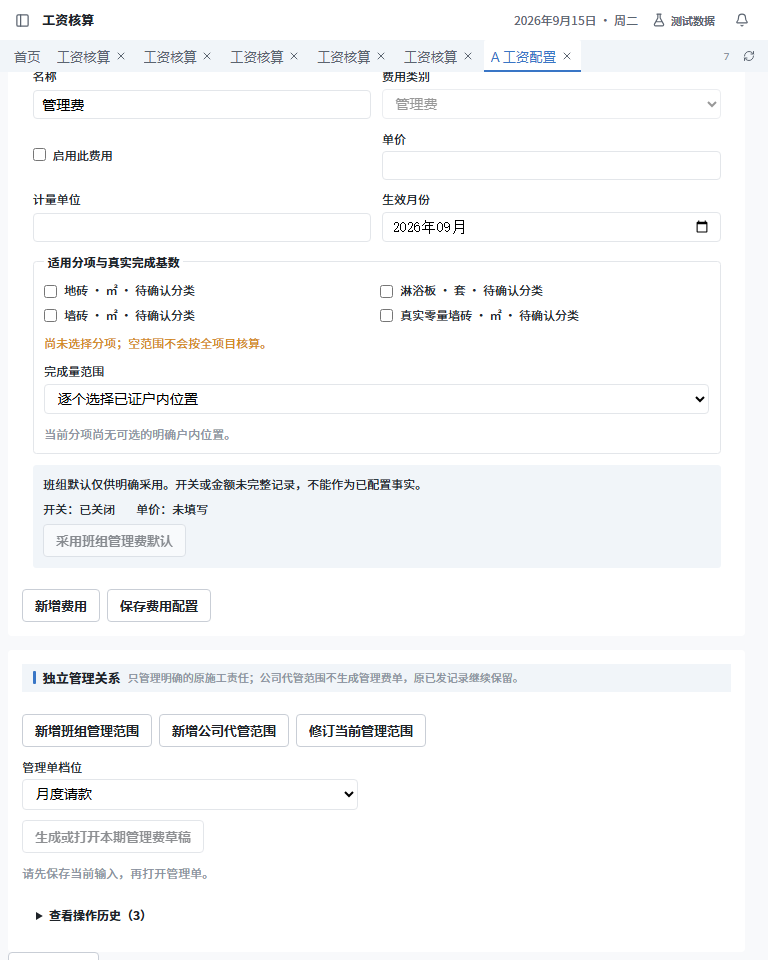 工资核算
2026年9月15日 · 周二 测试数据
首页 工资核算 × 工资核算 × 工资核算 × 工资核算 × 工资核算 × A 工资配置 × 7
名称 费用类别
管理费 管理费
启用此费用 单价
计量单位 生效月份
2026年09月
适用分项与真实完成基数
地砖 · ㎡ · 待确认分类 淋浴板 · 套 · 待确认分类
墙砖 · ㎡ · 待确认分类 真实零量墙砖 · ㎡ · 待确认分类
尚未选择分项；空范围不会按全项目核算。
完成量范围
逐个选择已证户内位置
当前分项尚无可选的明确户内位置。
班组默认仅供明确采用。开关或金额未完整记录，不能作为已配置事实。
开关：已关闭 单价：未填写
采用班组管理费默认
新增费用 保存费用配置
独立管理关系 只管理明确的原施工责任；公司代管范围不生成管理费单，原已发记录继续保留。
新增班组管理范围 新增公司代管范围 修订当前管理范围
管理单档位
月度请款
生成或打开本期管理费草稿
请先保存当前输入，再打开管理单。
▶ 查看操作历史（3）